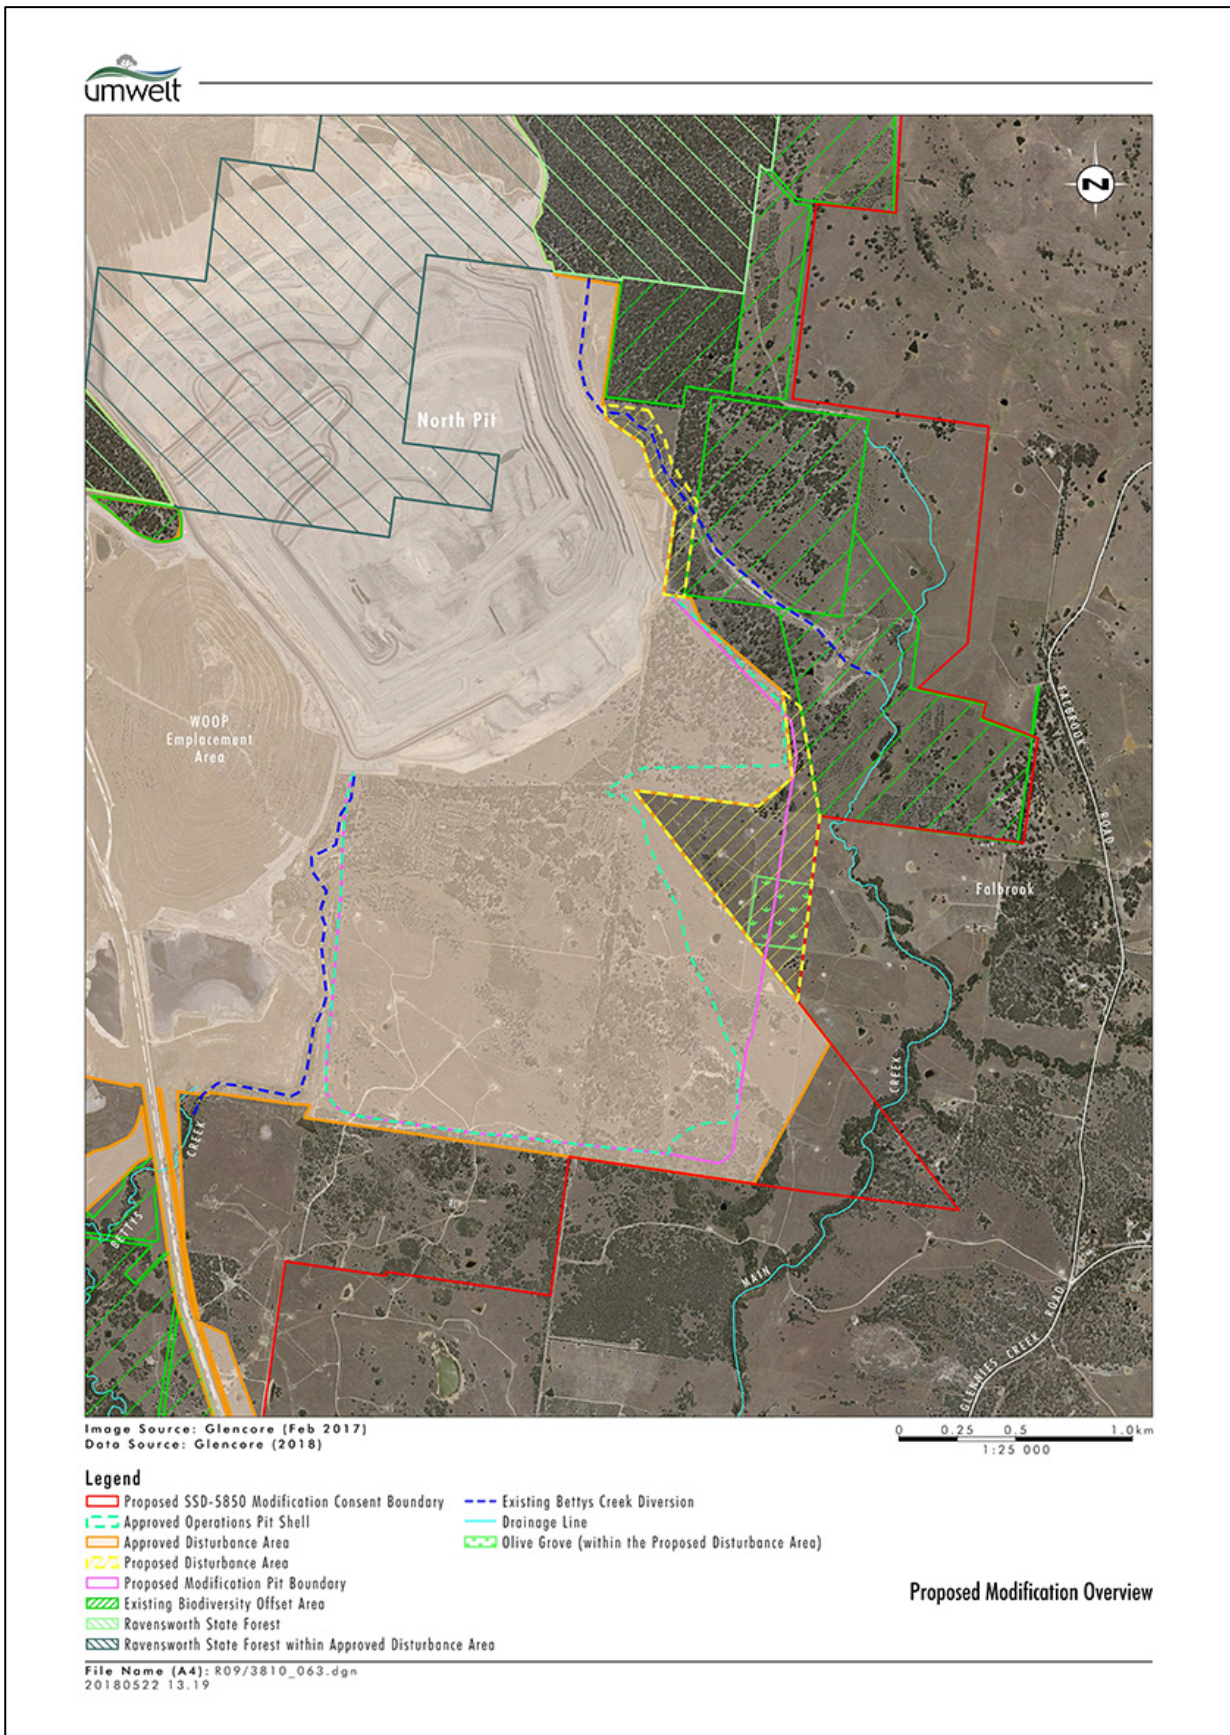 umwelt
N
North Pit
WOOP
Emplacement
Area
FALBROOK
ROAD
Falbrook
CREEK
MAIN
CREEK
BETTYS
GLENNIES CREEK ROAD
Image Source: Glencore (Feb 2017)
Data Source: Glencore (2018)
0 0.25 0.5 1.0km
1:25 000
Legend
Proposed SSD-5850 Modification Consent Boundary
Approved Operations Pit Shell
Approved Disturbance Area
Proposed Disturbance Area
Proposed Modification Pit Boundary
Existing Biodiversity Offset Area
Ravensworth State Forest
Ravensworth State Forest within Approved Disturbance Area
Existing Bettys Creek Diversion
Drainage Line
Olive Grove (within the Proposed Disturbance Area)
Proposed Modification Overview
File Name (A4): R09/3810_063.dgn
20180522 13.19